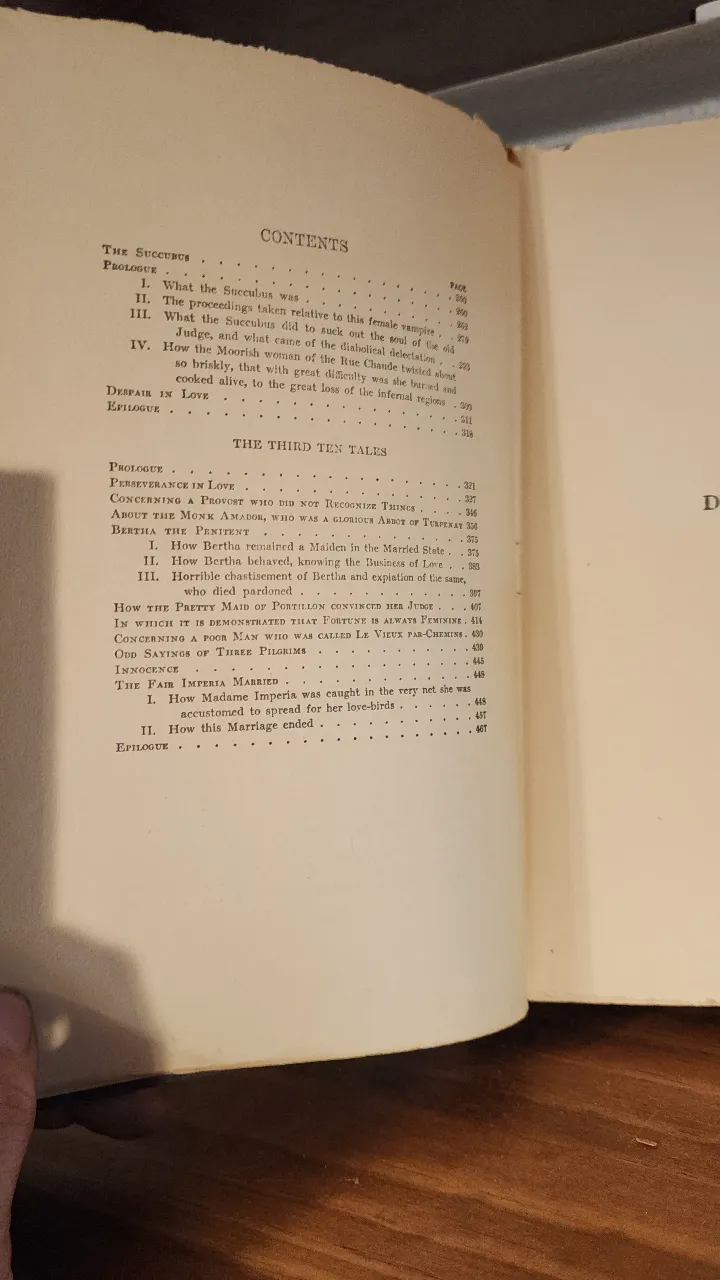 CONTENTS
PAGE
THE SUCCUBUS . . . . . . . . . . . . . . 260
PROLOGUE . . . . . . . . . . . . . . . 260
I. What the Succubus was . . . . . . . .
II. The proceedings taken relative to this female vampire . 279
III. What the Succubus did to suck out the soul of the old
Judge, and what came of the diabolical delectation . . 293
IV. How the Moorish woman of the Rue Chaude twisted about
so briskly, that with great difficulty was she burned and
cooked alive, to the great loss of the infernal regions .
DESPAIR IN LOVE . . . . . . . . . . . . 311
EPILOGUE . . . . . . . . . . . . . . . 318
THE THIRD TEN TALES
PROLOGUE . . . . . . . . . . . . . . . 321
PERSEVERANCE IN LOVE . . . . . . . . . . . 327
CONCERNING A PROVOST WHO DID NOT RECOGNIZE THINGS . . . 346
ABOUT THE MONK AMADOR, WHO WAS A GLORIOUS ABBOT OF TURPENAY 356
BERTHA THE PENITENT . . . . . . . . . . . 375
I. How Bertha remained a Maiden in the Married State . . 375
II. How Bertha behaved, knowing the Business of Love . . 383
III. Horrible chastisement of Bertha and expiation of the same,
who died pardoned . . . . . . . . . . 397
HOW THE PRETTY MAID OF PORTILLON CONVINCED HER JUDGE . . . 407
IN WHICH IT IS DEMONSTRATED THAT FORTUNE IS ALWAYS FEMININE . 414
CONCERNING A POOR MAN WHO WAS CALLED LE VIEUX PAR-CHEMINS . 430
ODD SAYINGS OF THREE PILGRIMS . . . . . . . . . 439
INNOCENCE . . . . . . . . . . . . . . 445
THE FAIR IMPERIA MARRIED . . . . . . . . . . 448
I. How Madame Imperia was caught in the very net she was
accustomed to spread for her love-birds . . . . . 448
II. How this Marriage ended . . . . . . . . . 457
EPILOGUE . . . . . . . . . . . . . . . 467
D